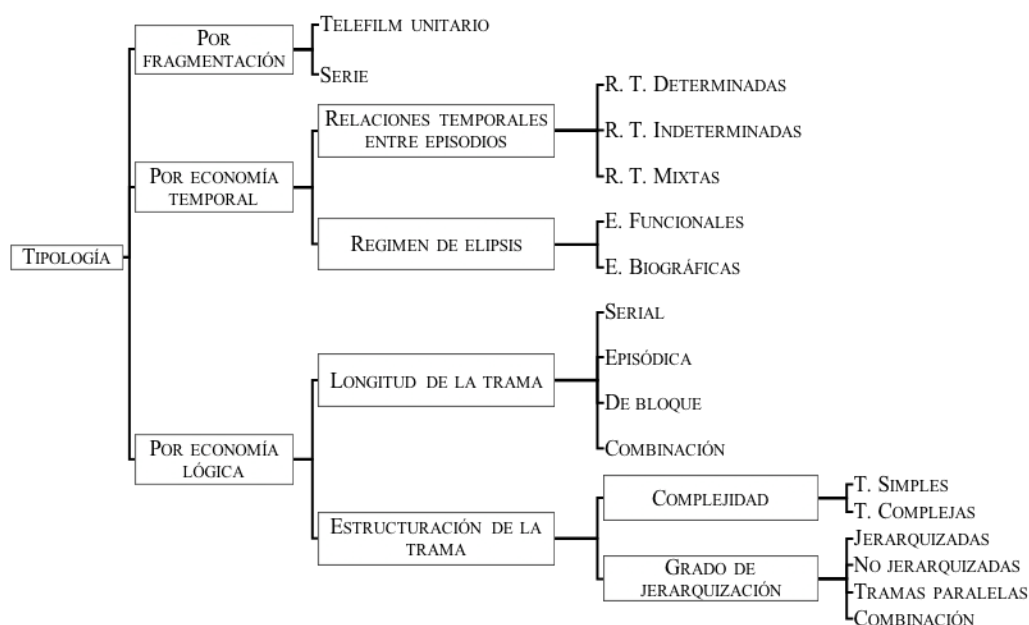 TIPOLOGÍA
POR
FRAGMENTACIÓN
TELEFILM UNITARIO
SERIE
POR ECONOMÍA
TEMPORAL
RELACIONES TEMPORALES
ENTRE EPISODIOS
R. T. DETERMINADAS
R. T. INDETERMINADAS
R. T. MIXTAS
REGIMEN DE ELIPSIS
E. FUNCIONALES
E. BIOGRÁFICAS
POR ECONOMÍA
LÓGICA
LONGITUD DE LA TRAMA
SERIAL
EPISÓDICA
DE BLOQUE
COMBINACIÓN
ESTRUCTURACIÓN DE LA
TRAMA
COMPLEJIDAD
T. SIMPLES
T. COMPLEJAS
GRADO DE
JERARQUIZACIÓN
JERARQUIZADAS
NO JERARQUIZADAS
TRAMAS PARALELAS
COMBINACIÓN